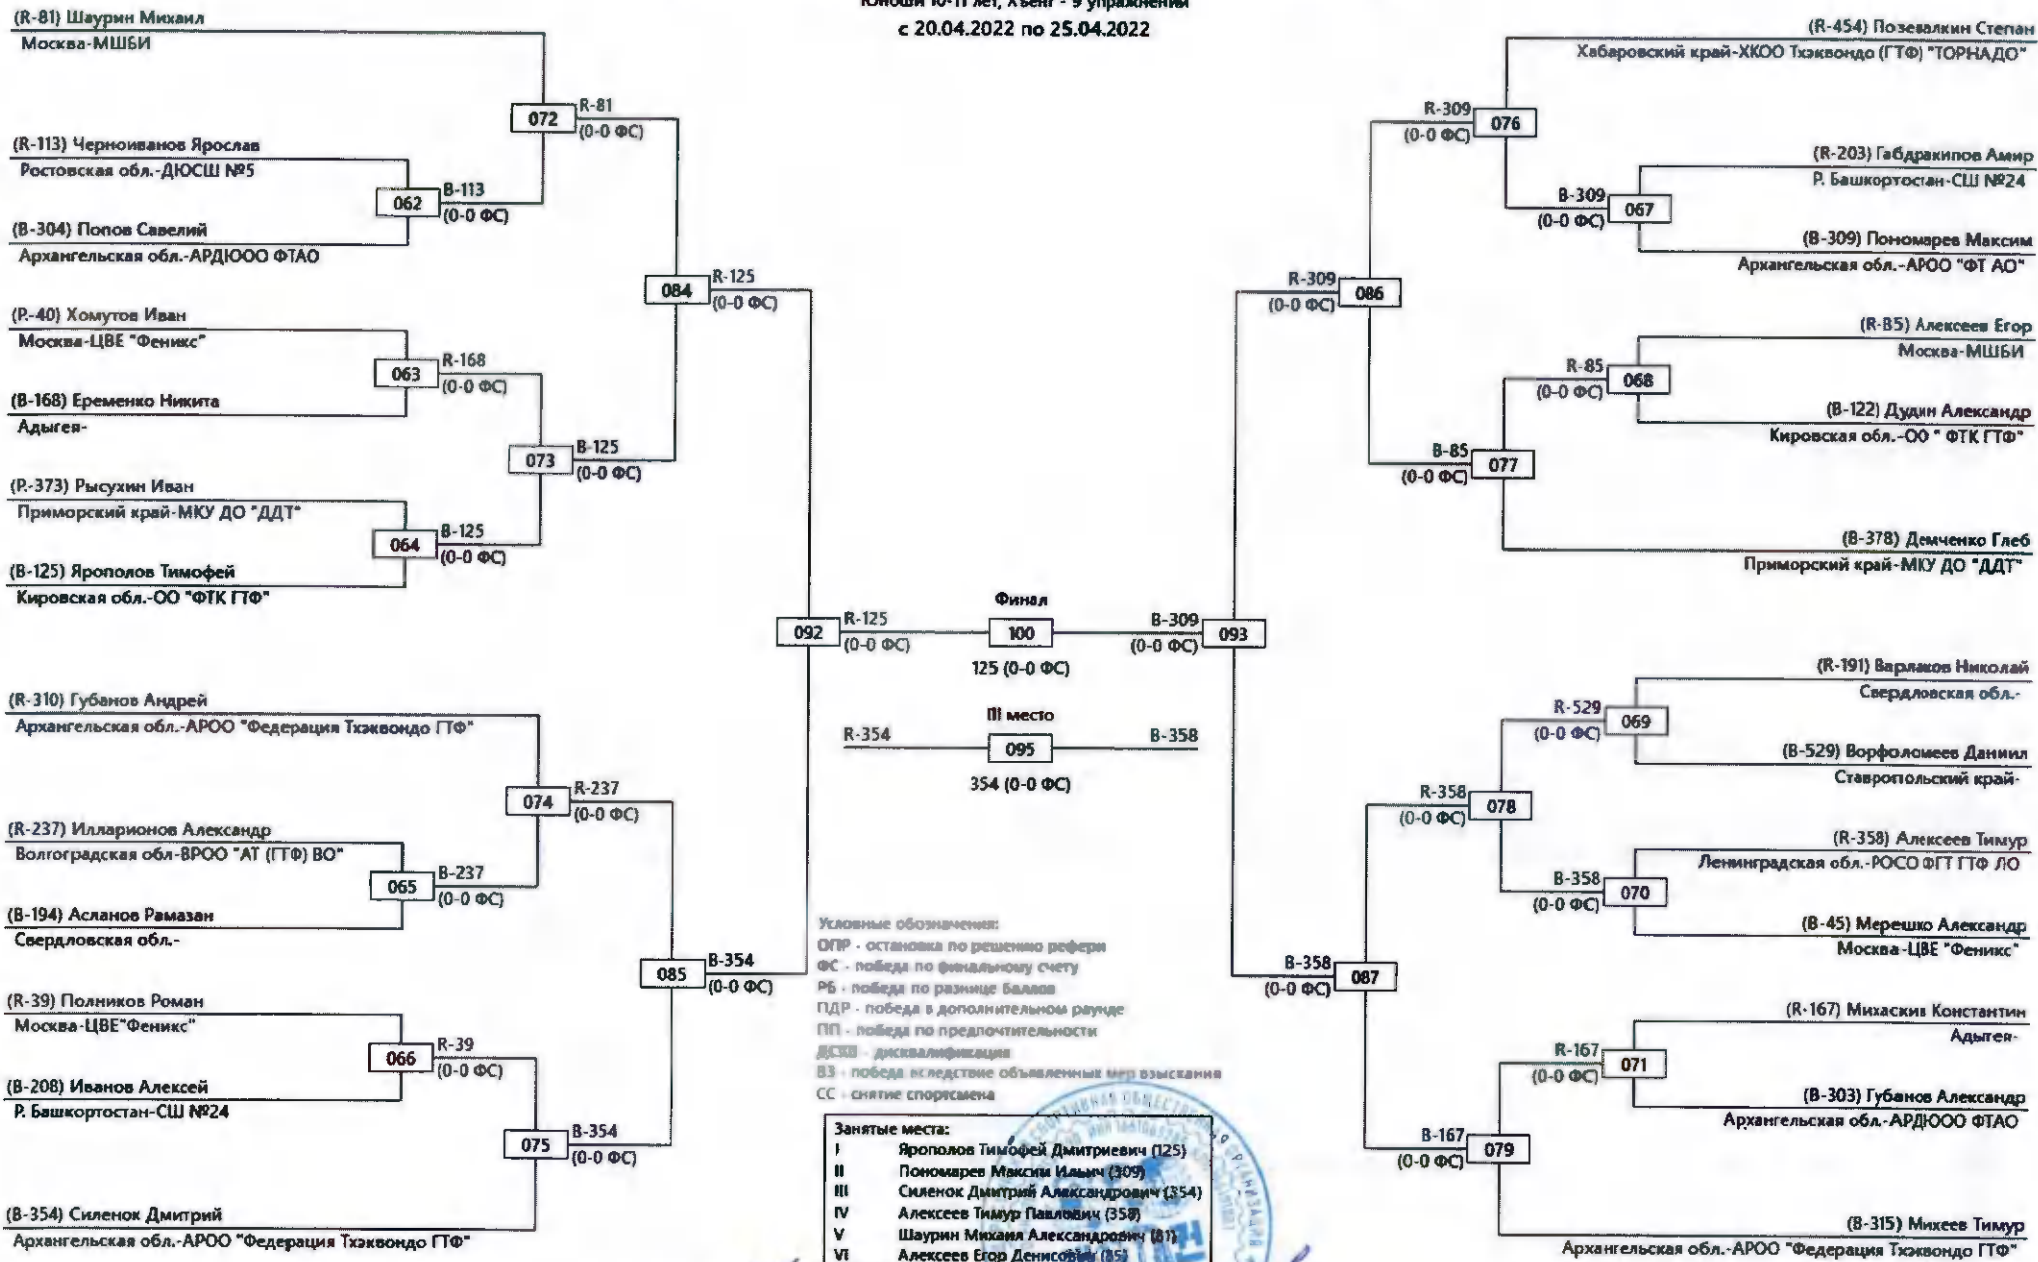 Юноши 10-11 лет, Хъенг - 9 упражнений
с 20.04.2022 по 25.04.2022
(R-81) Шаурин Михаил
Москва-МШБИ
072
R-81
(0-0 ФС)
(R-113) Черноиванов Ярослав
Ростовская обл.-ДЮСШ №5
062
B-113
(0-0 ФС)
(B-304) Попов Савелий
Архангельская обл.-АРДЮОО ФТАО
084
R-125
(0-0 ФС)
(R-40) Хомутов Иван
Москва-ЦВЕ "Феникс"
063
R-168
(0-0 ФС)
(B-168) Еременко Никита
Адыгея-
073
B-125
(0-0 ФС)
(R-373) Рысухин Иван
Приморский край-МКУ ДО "ДДТ"
064
B-125
(0-0 ФС)
(B-125) Ярополов Тимофей
Кировская обл.-ОО "ФТК ГТФ"
092
R-125
(0-0 ФС)
(R-310) Губанов Андрей
Архангельская обл.-АРОО "Федерация Тхэквондо ГТФ"
074
R-237
(0-0 ФС)
(R-237) Илларионов Александр
Волгоградская обл-ВРОО "АТ (ГТФ) ВО"
065
B-237
(0-0 ФС)
(B-194) Асланов Рамазан
Свердловская обл.-
085
B-354
(0-0 ФС)
(R-39) Полников Роман
Москва-ЦВЕ"Феникс"
066
R-39
(0-0 ФС)
(B-208) Иванов Алексей
Р. Башкортостан-СШ №24
075
B-354
(0-0 ФС)
(B-354) Силенок Дмитрий
Архангельская обл.-АРОО "Федерация Тхэквондо ГТФ"
Финал
100
125 (0-0 ФС)
III место
R-354
095
B-358
354 (0-0 ФС)
Условные обозначения:
ОПР - остановка по решению рефери
ФС - победа по финальному счету
РБ - победа по разнице баллов
ПДР - победа в дополнительном раунде
ПП - победа по предпочтительности
ДСКВ - дисквалификация
ВЗ - победа вследствие объявленных мер взыскания
СС - снятие спортсмена
Занятые места:
I Ярополов Тимофей Дмитриевич (125)
II Пономарев Максим Ильич (309)
III Силенок Дмитрий Александрович (354)
IV Алексеев Тимур Павлович (358)
V Шаурин Михаил Александрович (81)
VI Алексеев Егор Денисович (85)
(R-454) Позевалкин Степан
Хабаровский край-ХКОО Тхэквондо (ГТФ) "ТОРНАДО"
R-309
(0-0 ФС)
076
(R-203) Габдракипов Амир
Р. Башкортостан-СШ №24
B-309
(0-0 ФС)
067
(B-309) Пономарев Максим
Архангельская обл.-АРОО "ФТ АО"
R-309
(0-0 ФС)
086
(R-85) Алексеев Егор
Москва-МШБИ
R-85
(0-0 ФС)
068
(B-122) Дудин Александр
Кировская обл.-ОО " ФТК ГТФ"
B-85
(0-0 ФС)
077
(B-378) Демченко Глеб
Приморский край-МКУ ДО "ДДТ"
B-309
(0-0 ФС)
093
(R-191) Варлаков Николай
Свердловская обл.-
R-529
(0-0 ФС)
069
(B-529) Ворфоломеев Даниил
Ставропольский край-
R-358
(0-0 ФС)
078
(R-358) Алексеев Тимур
Ленинградская обл.-РОСО ФГТ ГТФ ЛО
B-358
(0-0 ФС)
070
(B-45) Мерешко Александр
Москва-ЦВЕ "Феникс"
B-358
(0-0 ФС)
087
(R-167) Михаскив Константин
Адыгея-
R-167
(0-0 ФС)
071
(B-303) Губанов Александр
Архангельская обл.-АРДЮОО ФТАО
B-167
(0-0 ФС)
079
(B-315) Михеев Тимур
Архангельская обл.-АРОО "Федерация Тхэквондо ГТФ"